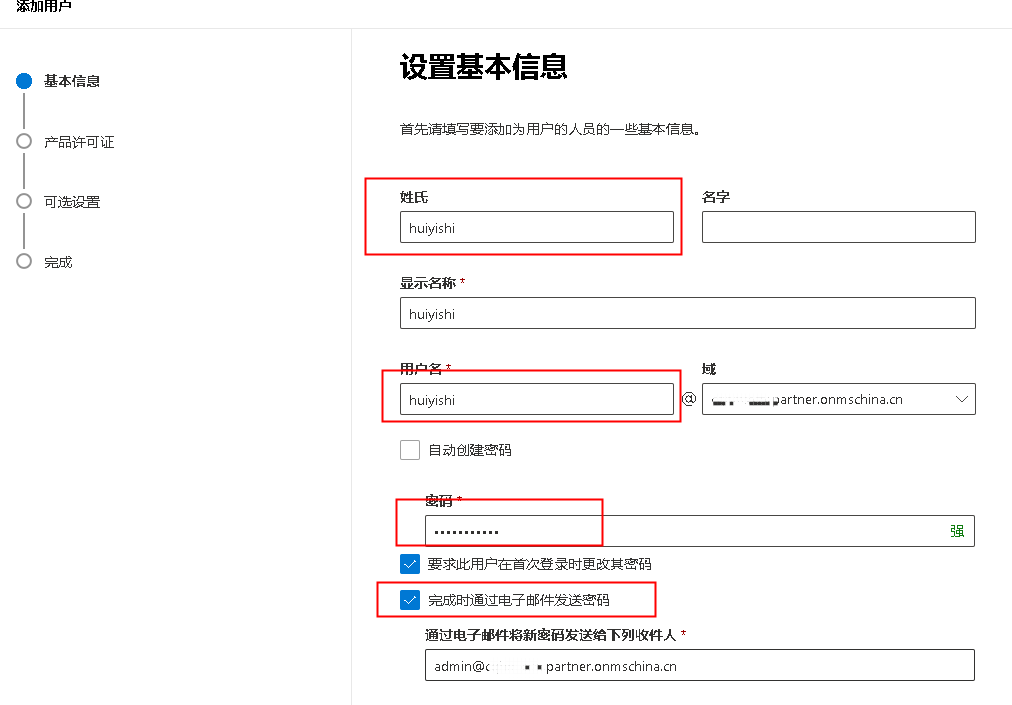 添加用户
基本信息
产品许可证
可选设置
完成
设置基本信息
首先请填写要添加为用户的人员的一些基本信息。
姓氏 名字
huiyishi
显示名称 *
huiyishi
用户名 * 域
huiyishi @ partner.onmschina.cn
自动创建密码
密码 *
••••••••••• 强
要求此用户在首次登录时更改其密码
完成时通过电子邮件发送密码
通过电子邮件将新密码发送给下列收件人 *
admin@ partner.onmschina.cn